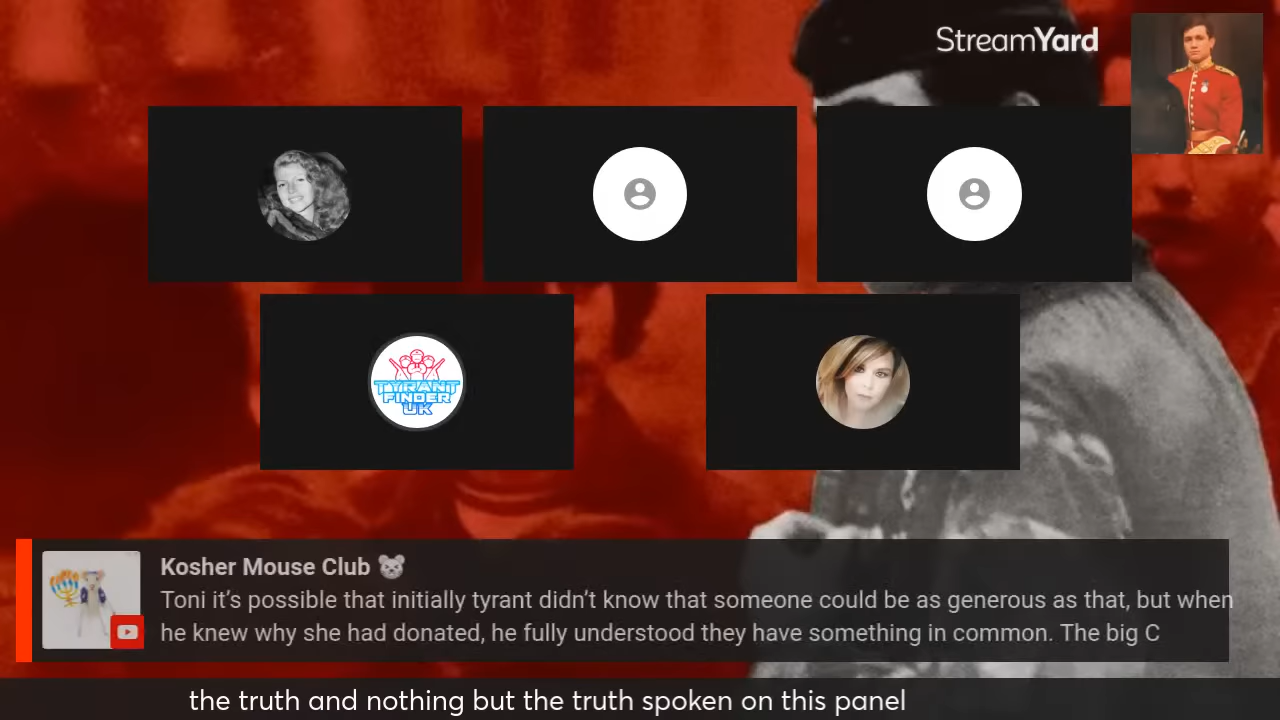 StreamYard
TYRANT
FINDER
UK
Kosher Mouse Club 🐭
Toni it’s possible that initially tyrant didn’t know that someone could be as generous as that, but when
he knew why she had donated, he fully understood they have something in common. The big C
the truth and nothing but the truth spoken on this panel